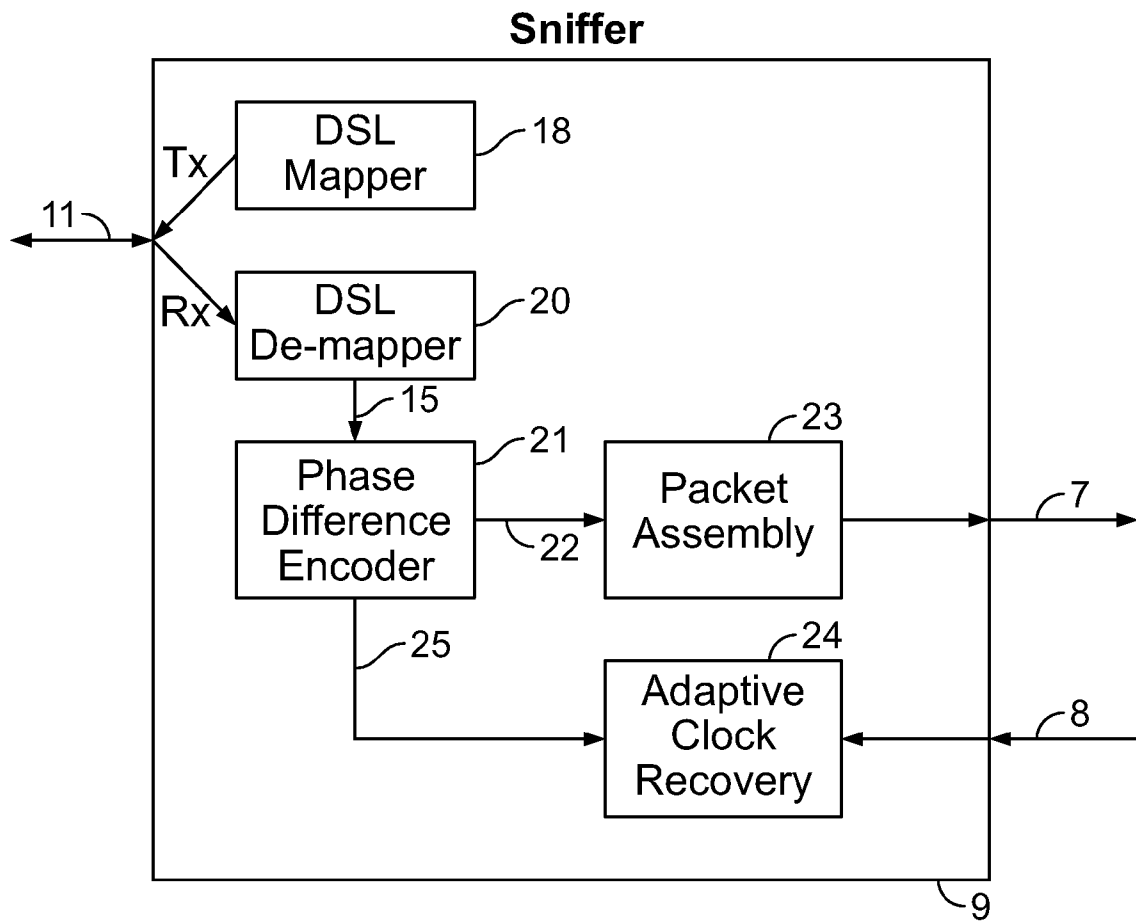 Sniffer
DSL
Mapper
18
Tx
11
Rx
DSL
De-mapper
20
15
Phase
Difference
Encoder
21
22
Packet
Assembly
23
7
25
Adaptive
Clock
Recovery
24
8
9